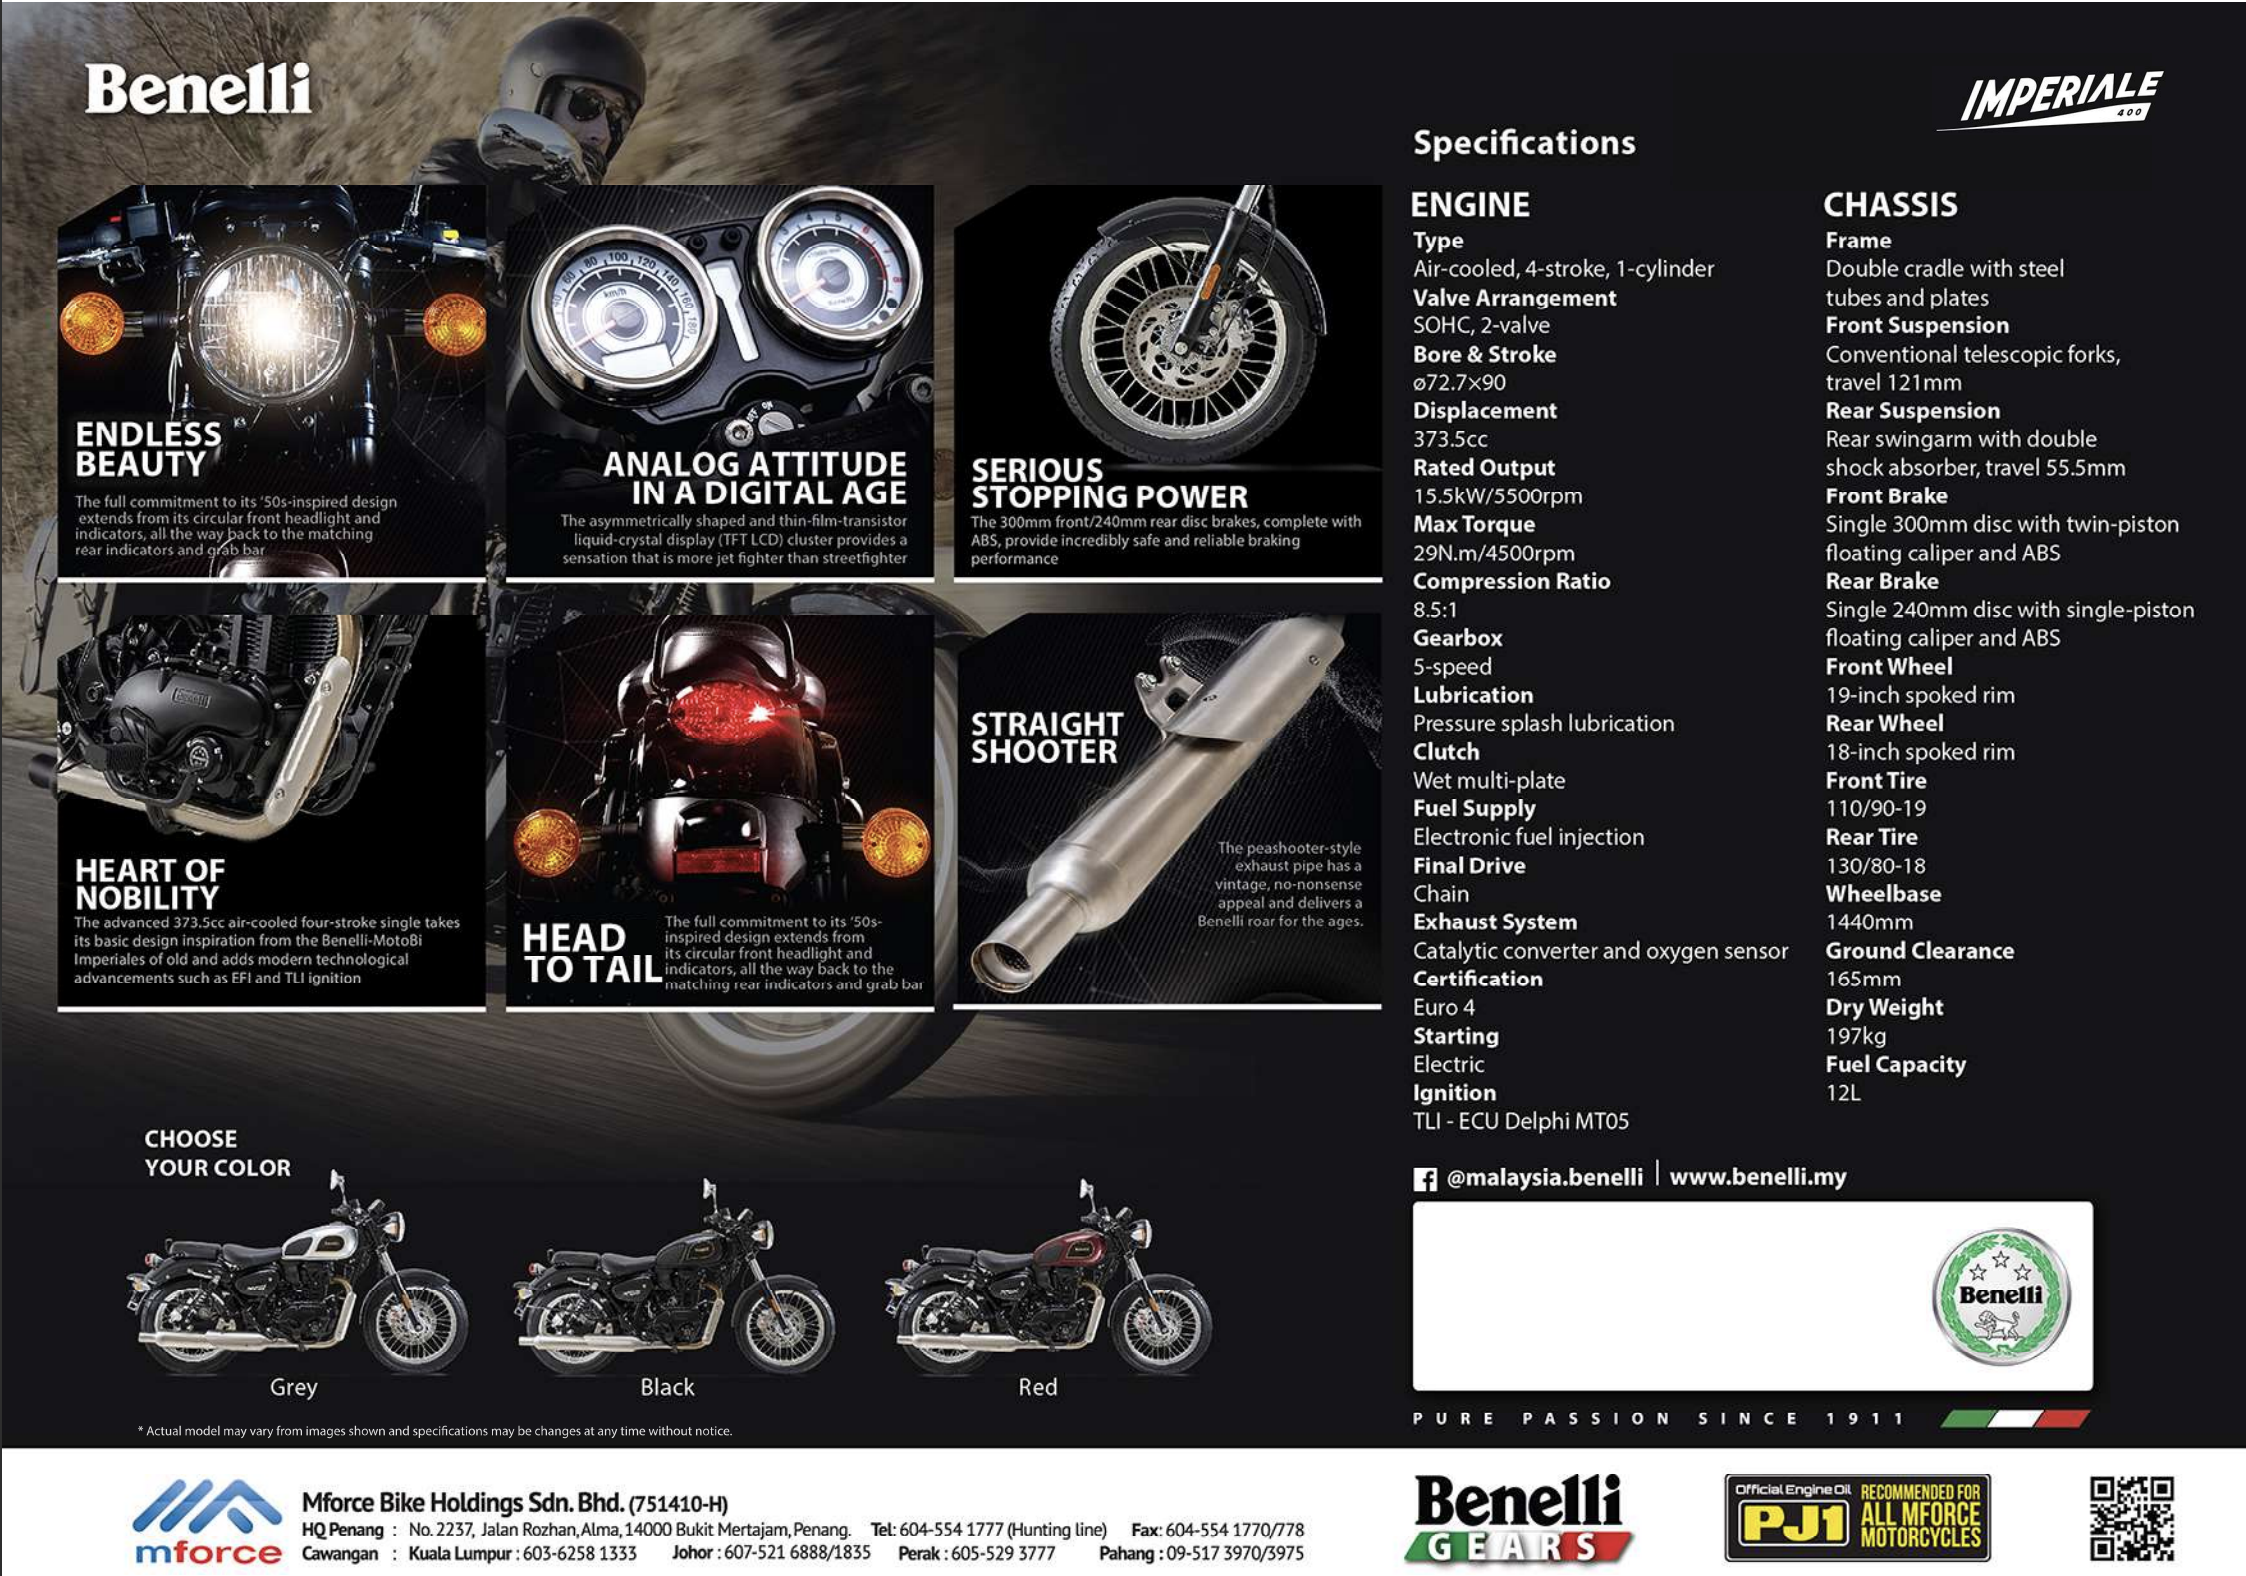 Benelli
IMPERIALE
400
ENDLESS
BEAUTY
The full commitment to its '50s-inspired design
extends from its circular front headlight and
indicators, all the way back to the matching
rear indicators and grab bar
ANALOG ATTITUDE
IN A DIGITAL AGE
The asymmetrically shaped and thin-film-transistor
liquid-crystal display (TFT LCD) cluster provides a
sensation that is more jet fighter than streetfighter
SERIOUS
STOPPING POWER
The 300mm front/240mm rear disc brakes, complete with
ABS, provide incredibly safe and reliable braking
performance
HEART OF
NOBILITY
The advanced 373.5cc air-cooled four-stroke single takes
its basic design inspiration from the Benelli-MotoBi
Imperiales of old and adds modern technological
advancements such as EFI and TLI ignition
HEAD
TO TAIL
The full commitment to its '50s-
inspired design extends from
its circular front headlight and
indicators, all the way back to the
matching rear indicators and grab bar
STRAIGHT
SHOOTER
The peashooter-style
exhaust pipe has a
vintage, no-nonsense
appeal and delivers a
Benelli roar for the ages.
CHOOSE
YOUR COLOR
Grey
Black
Red
* Actual model may vary from images shown and specifications may be changes at any time without notice.
Specifications
ENGINE
Type
Air-cooled, 4-stroke, 1-cylinder
Valve Arrangement
SOHC, 2-valve
Bore & Stroke
ø72.7×90
Displacement
373.5cc
Rated Output
15.5kW/5500rpm
Max Torque
29N.m/4500rpm
Compression Ratio
8.5:1
Gearbox
5-speed
Lubrication
Pressure splash lubrication
Clutch
Wet multi-plate
Fuel Supply
Electronic fuel injection
Final Drive
Chain
Exhaust System
Catalytic converter and oxygen sensor
Certification
Euro 4
Starting
Electric
Ignition
TLI - ECU Delphi MT05
CHASSIS
Frame
Double cradle with steel
tubes and plates
Front Suspension
Conventional telescopic forks,
travel 121mm
Rear Suspension
Rear swingarm with double
shock absorber, travel 55.5mm
Front Brake
Single 300mm disc with twin-piston
floating caliper and ABS
Rear Brake
Single 240mm disc with single-piston
floating caliper and ABS
Front Wheel
19-inch spoked rim
Rear Wheel
18-inch spoked rim
Front Tire
110/90-19
Rear Tire
130/80-18
Wheelbase
1440mm
Ground Clearance
165mm
Dry Weight
197kg
Fuel Capacity
12L
@malaysia.benelli | www.benelli.my
Benelli
PURE PASSION SINCE 1911
mforce
Mforce Bike Holdings Sdn. Bhd. (751410-H)
HQ Penang : No. 2237, Jalan Rozhan, Alma, 14000 Bukit Mertajam, Penang. Tel: 604-554 1777 (Hunting line) Fax: 604-554 1770/778
Cawangan : Kuala Lumpur : 603-6258 1333 Johor : 607-521 6888/1835 Perak : 605-529 3777 Pahang : 09-517 3970/3975
Benelli
GEARS
Official Engine Oil
PJ1
RECOMMENDED FOR
ALL MFORCE
MOTORCYCLES